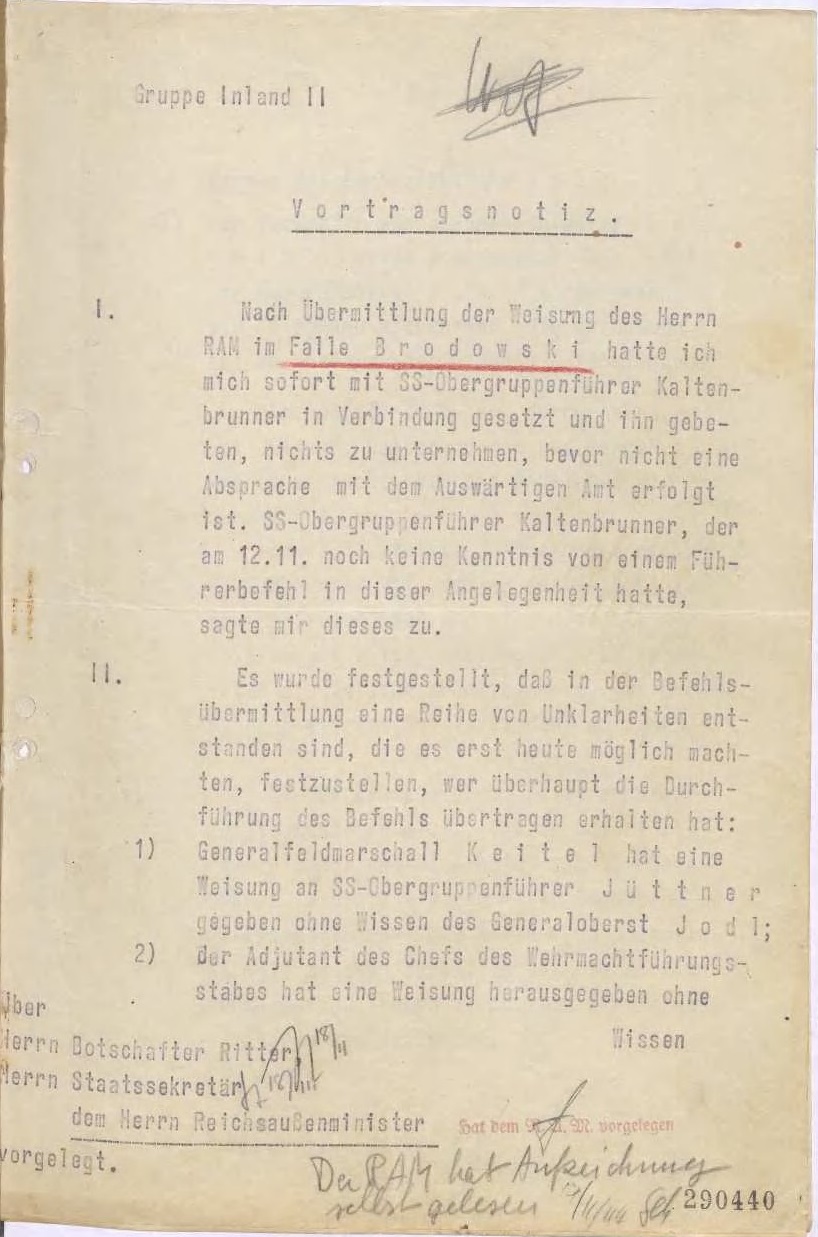 Gruppe Inland II
Vortragsnotiz.
I. Nach Übermittlung der Weisung des Herrn
RAM im Falle Brodowski hatte ich
mich sofort mit SS-Obergruppenführer Kalten-
brunner in Verbindung gesetzt und ihn gebe-
ten, nichts zu unternehmen, bevor nicht eine
Absprache mit dem Auswärtigen Amt erfolgt
ist. SS-Obergruppenführer Kaltenbrunner, der
am 12.11. noch keine Kenntnis von einem Füh-
rerbefehl in dieser Angelegenheit hatte,
sagte mir dieses zu.
II. Es wurde festgestellt, daß in der Befehls-
übermittlung eine Reihe von Unklarheiten ent-
standen sind, die es erst heute möglich mach-
ten, festzustellen, wer überhaupt die Durch-
führung des Befehls übertragen erhalten hat:
1) Generalfeldmarschall Keitel hat eine
Weisung an SS-Obergruppenführer Jüttner
gegeben ohne Wissen des Generaloberst Jodl;
2) der Adjutant des Chefs des Wehrmachtführungs-
stabes hat eine Weisung herausgegeben ohne
Wissen
Über
Herrn Botschafter Ritter 18/11
Herrn Staatssekretär 18/11
dem Herrn Reichsaußenminister
vorgelegt.
Hat dem R.A.M. vorgelegen
Der RAM hat Aufzeichnung
selbst gelesen
290440